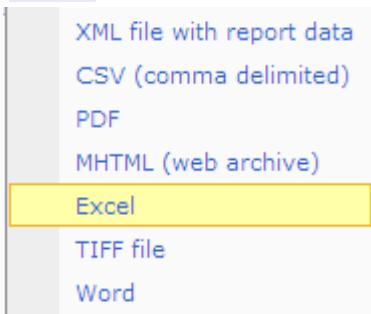 XML file with report data
CSV (comma delimited)
PDF
MHTML (web archive)
Excel
TIFF file
Word